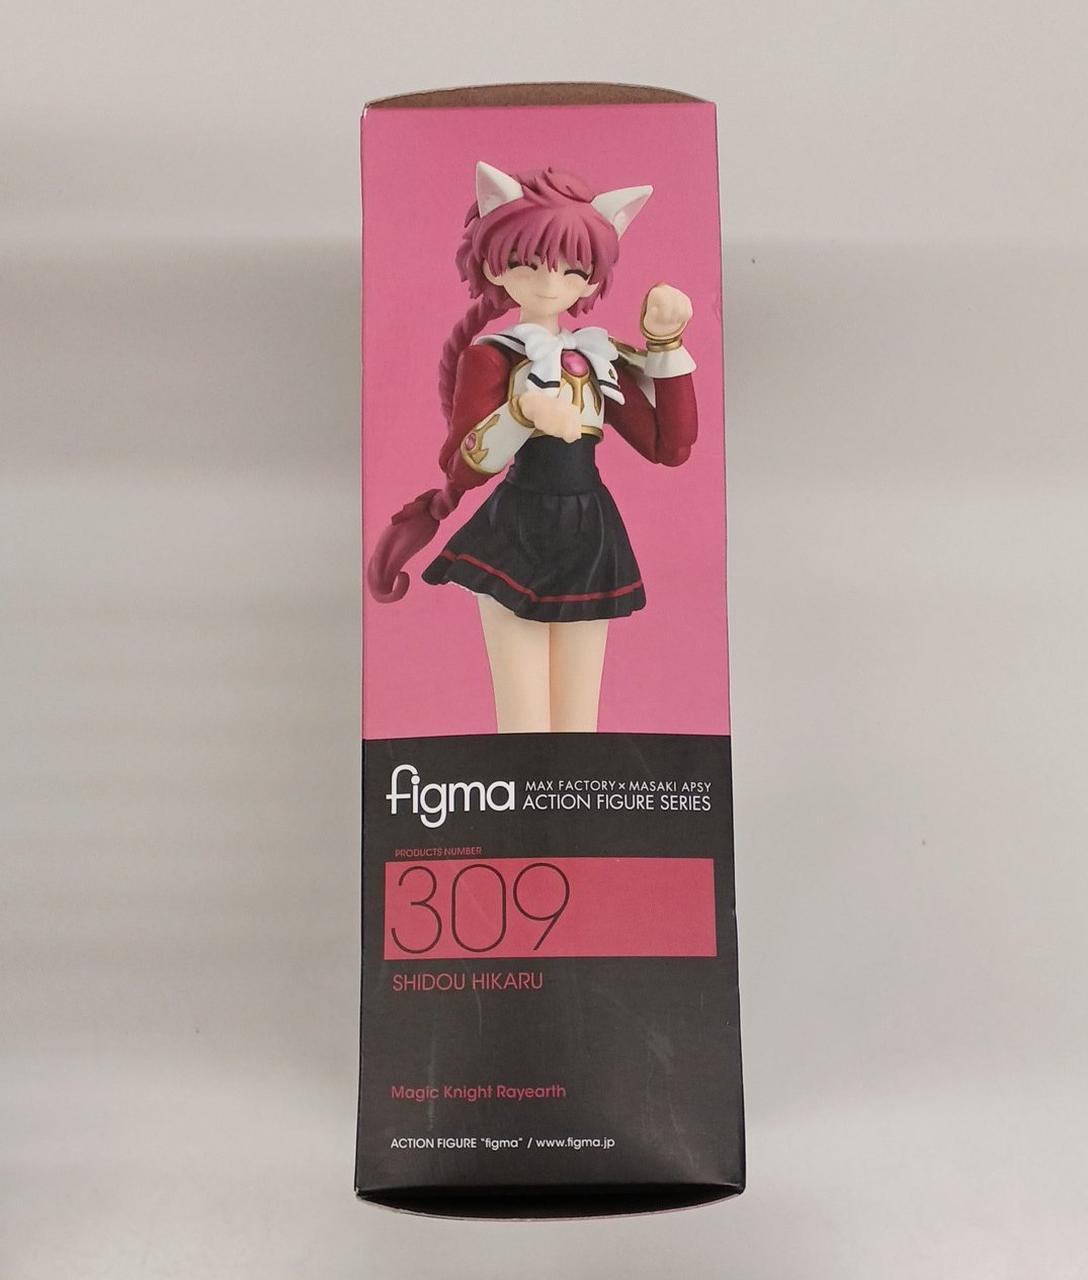 figma
MAX FACTORY × MASAKI APSY
ACTION FIGURE SERIES
PRODUCTS NUMBER
309
SHIDOU HIKARU
Magic Knight Rayearth
ACTION FIGURE "figma" / www.figma.jp